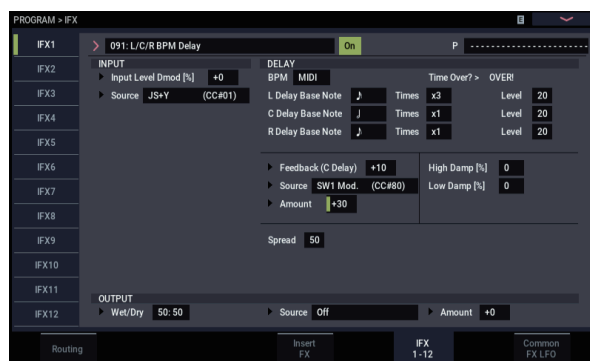 PROGRAM > IFX E
IFX1 091: L/C/R BPM Delay On P ------------------------
INPUT DELAY
IFX2 Input Level Dmod [%] +0 BPM MIDI Time Over? > OVER!
IFX3 Source JS+Y (CC#01) L Delay Base Note ♪ Times x3 Level 20
IFX4 C Delay Base Note ♩ Times x1 Level 20
R Delay Base Note ♪ Times x1 Level 20
IFX5
IFX6 Feedback (C Delay) +10 High Damp [%] 0
IFX7 Source SW1 Mod. (CC#80) Low Damp [%] 0
Amount +30
IFX8
IFX9 Spread 50
IFX10
IFX11
OUTPUT
IFX12 Wet/Dry 50: 50 Source Off Amount +0
Routing Insert FX IFX 1 - 12 Common FX LFO